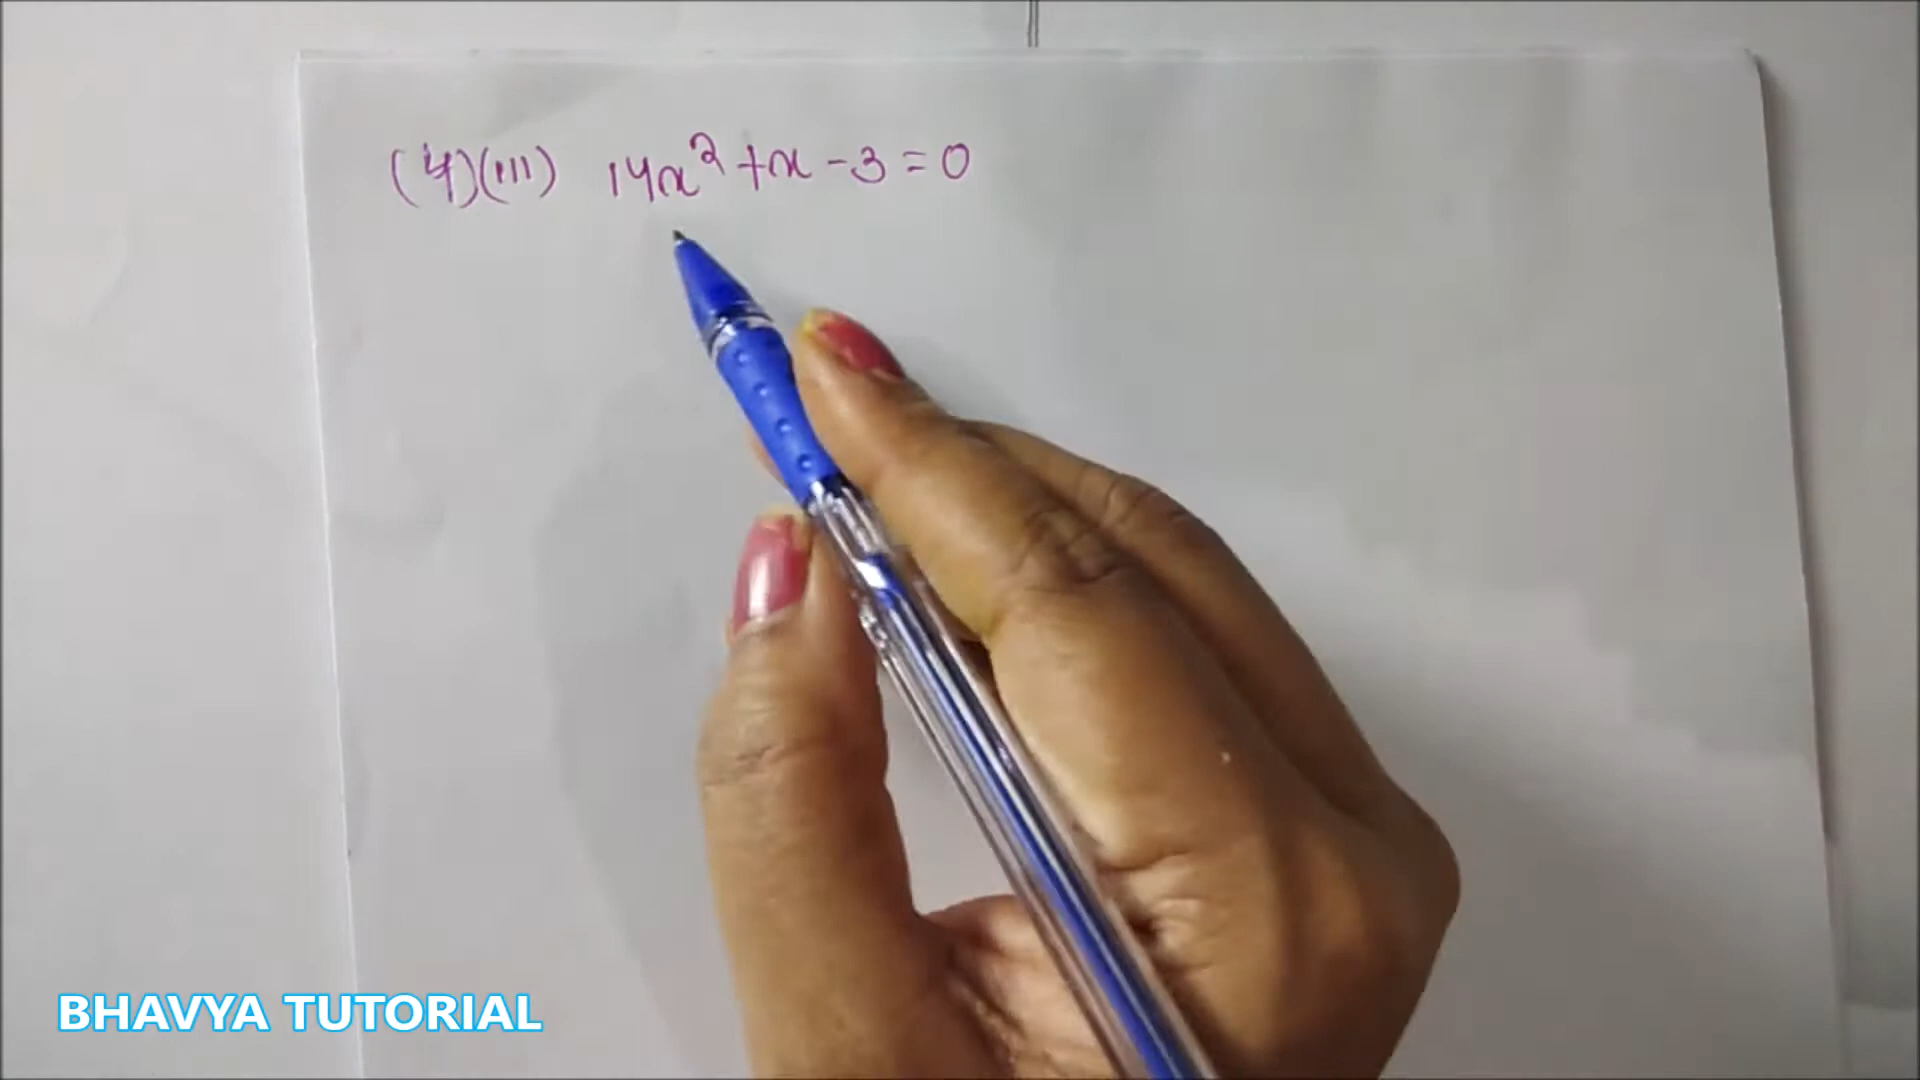 (4)(iii) 14x² + x - 3 = 0
BHAVYA TUTORIAL